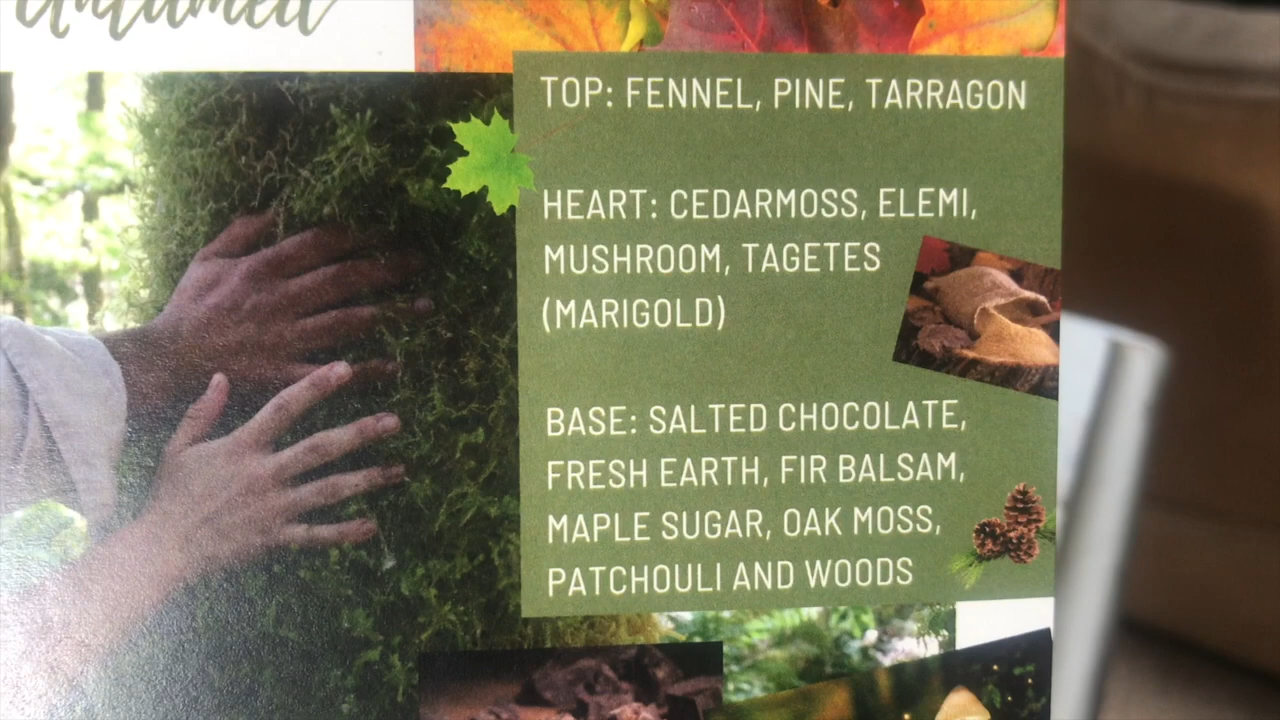 Untamed
TOP: FENNEL, PINE, TARRAGON
HEART: CEDARMOSS, ELEMI,
MUSHROOM, TAGETES
(MARIGOLD)
BASE: SALTED CHOCOLATE,
FRESH EARTH, FIR BALSAM,
MAPLE SUGAR, OAK MOSS,
PATCHOULI AND WOODS